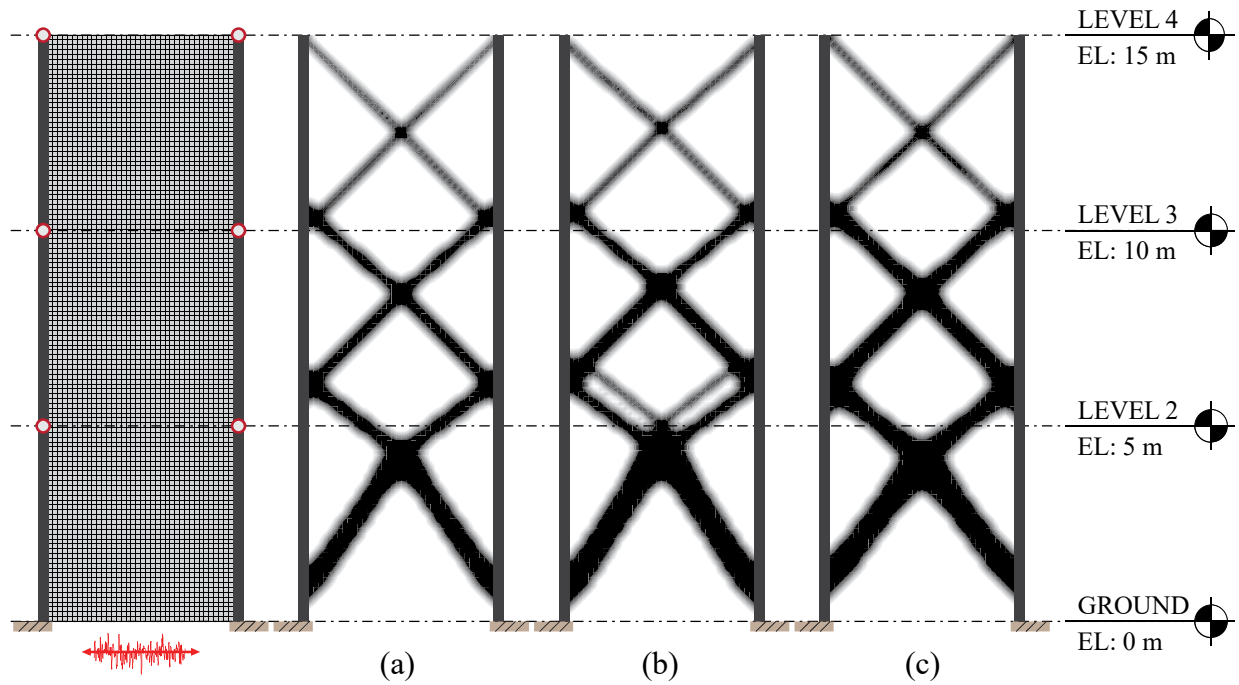 LEVEL 4
EL: 15 m
LEVEL 3
EL: 10 m
LEVEL 2
EL: 5 m
GROUND
EL: 0 m
(a)
(b)
(c)